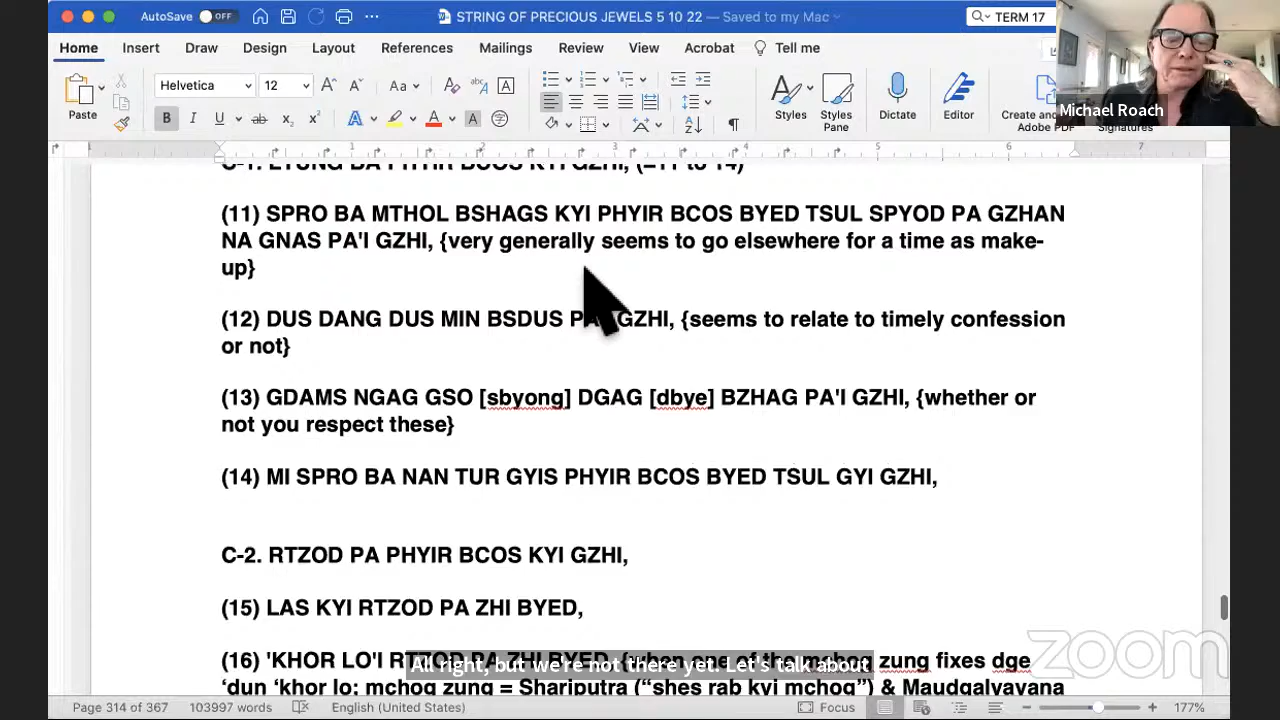 AutoSave OFF
STRING OF PRECIOUS JEWELS 5 10 22 — Saved to my Mac
TERM 17
Home Insert Draw Design Layout References Mailings Review View Acrobat Tell me
Michael Roach
Paste
Helvetica 12
Styles
Styles Pane
Dictate
Editor
Create and
Adobe PDF
Signatures
C-1. LTUNG BA PHYIR BCOS KYI GZHI, (=11 to 14)
(11) SPRO BA MTHOL BSHAGS KYI PHYIR BCOS BYED TSUL SPYOD PA GZHAN
NA GNAS PA'I GZHI, {very generally seems to go elsewhere for a time as make-
up}
(12) DUS DANG DUS MIN BSDUS PA'I GZHI, {seems to relate to timely confession
or not}
(13) GDAMS NGAG GSO [sbyong] DGAG [dbye] BZHAG PA'I GZHI, {whether or
not you respect these}
(14) MI SPRO BA NAN TUR GYIS PHYIR BCOS BYED TSUL GYI GZHI,
C-2. RTZOD PA PHYIR BCOS KYI GZHI,
(15) LAS KYI RTZOD PA ZHI BYED,
(16) 'KHOR LO'I RTZOD PA ZHI BYED, {when one of the mchog zung fixes dge
'dun 'khor lo; mchog zung = Shariputra ("shes rab kyi mchog") & Maudgalyayana
All right, but we're not there yet. Let's talk about
zoom
Page 314 of 367 103997 words English (United States) Focus 177%